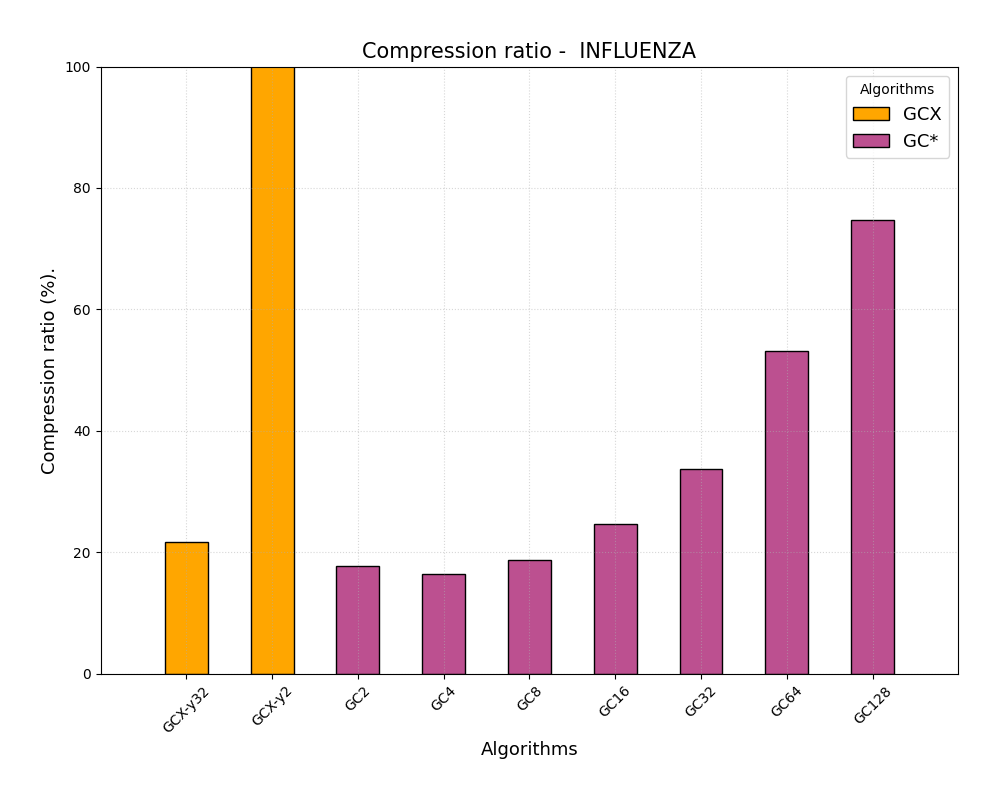 Compression ratio -  INFLUENZA
Algorithms
GCX
GC*
Compression ratio (%).
100
80
60
40
20
0
GCX-y32
GCX-y2
GC2
GC4
GC8
GC16
GC32
GC64
GC128
Algorithms